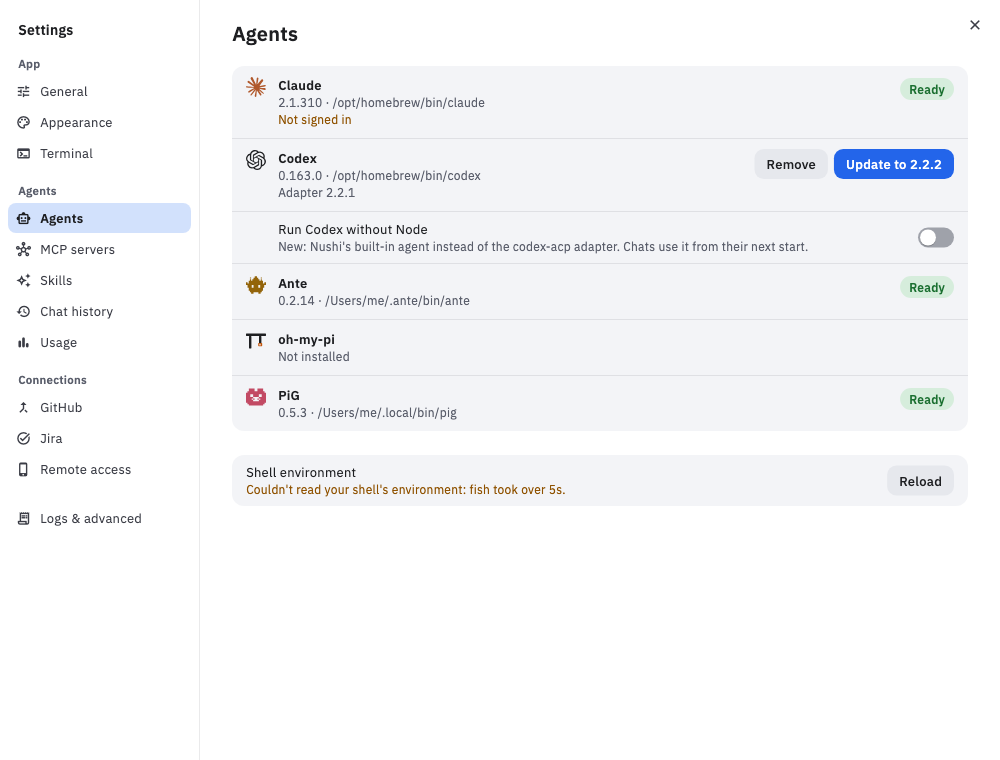 Settings
App
General
Appearance
Terminal
Agents
Agents
MCP servers
Skills
Chat history
Usage
Connections
GitHub
Jira
Remote access
Logs & advanced
Agents
Claude
2.1.310 · /opt/homebrew/bin/claude
Not signed in
Ready
Codex
0.163.0 · /opt/homebrew/bin/codex
Adapter 2.2.1
Remove
Update to 2.2.2
Run Codex without Node
New: Nushi's built-in agent instead of the codex-acp adapter. Chats use it from their next start.
Ante
0.2.14 · /Users/me/.ante/bin/ante
Ready
oh-my-pi
Not installed
PiG
0.5.3 · /Users/me/.local/bin/pig
Ready
Shell environment
Couldn't read your shell's environment: fish took over 5s.
Reload